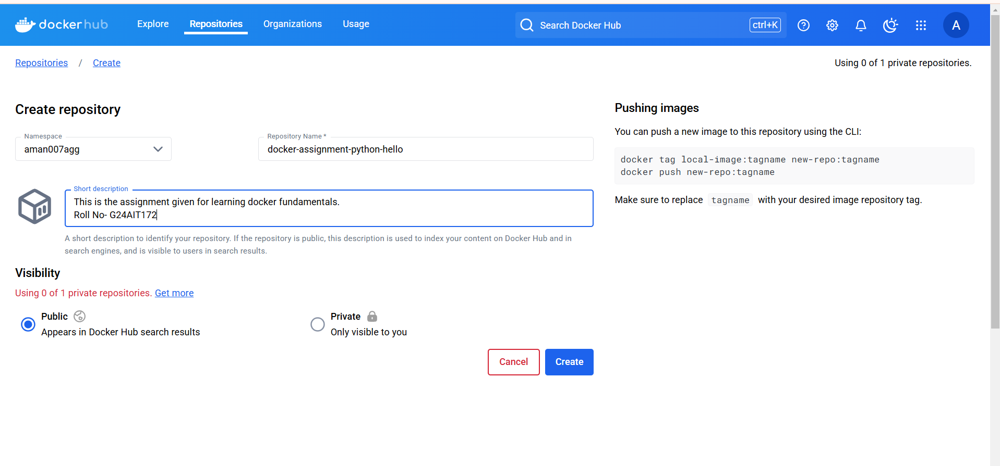 dockerhub Explore Repositories Organizations Usage Search Docker Hub ctrl+K A
Repositories / Create Using 0 of 1 private repositories.
Create repository
Namespace
aman007agg
Repository Name *
docker-assignment-python-hello
Short description
This is the assignment given for learning docker fundamentals.
Roll No- G24AIT172
A short description to identify your repository. If the repository is public, this description is used to index your content on Docker Hub and in
search engines, and is visible to users in search results.
Visibility
Using 0 of 1 private repositories. Get more
Public
Appears in Docker Hub search results
Private
Only visible to you
Cancel Create
Pushing images
You can push a new image to this repository using the CLI:
docker tag local-image:tagname new-repo:tagname
docker push new-repo:tagname
Make sure to replace tagname with your desired image repository tag.